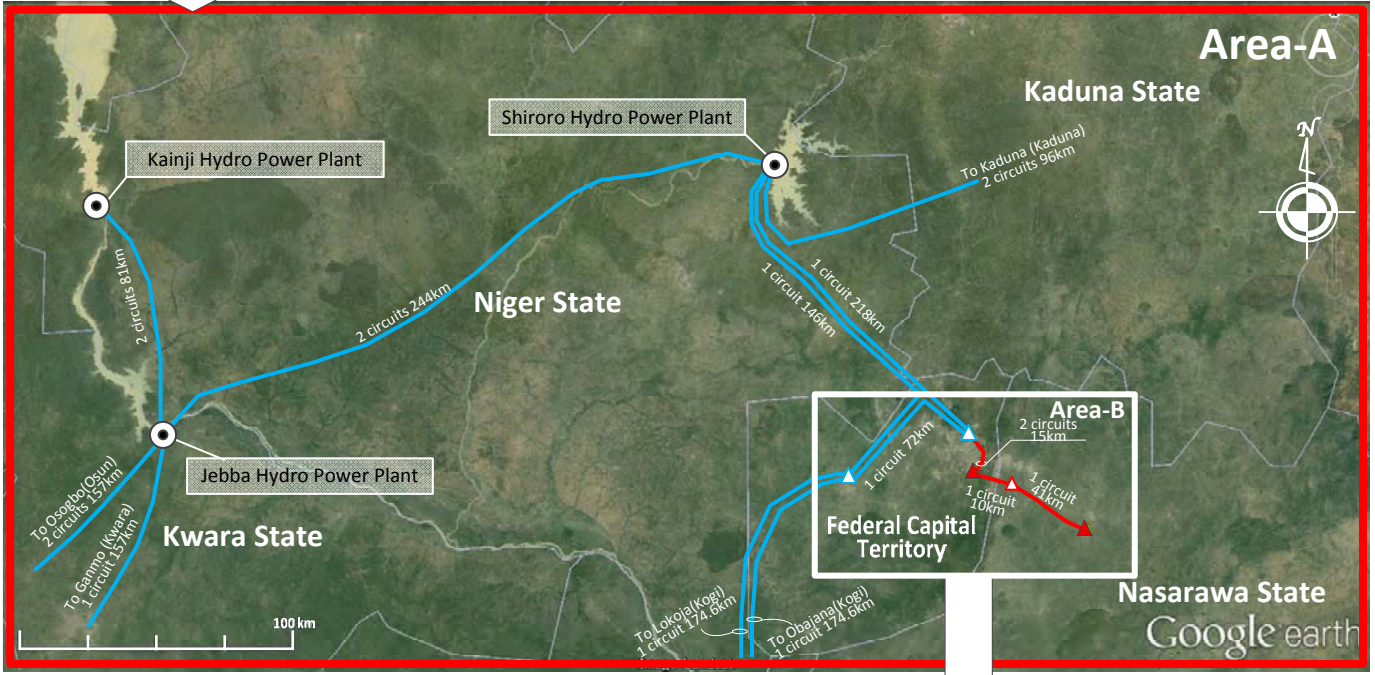 Area-A
Kaduna State
N
Shiroro Hydro Power Plant
Kainji Hydro Power Plant
To Kaduna (Kaduna)
2 circuits 96km
2 circuits 81km
2 circuits 244km
Niger State
1 circuit 218km
1 circuit 146km
Area-B
2 circuits
15km
1 circuit 72km
1 circuit
41km
1 circuit
10km
Jebba Hydro Power Plant
To Osogbo(Osun)
2 circuits 157km
Kwara State
Federal Capital
Territory
To Ganmo (Kwara)
1 circuit 157km
Nasarawa State
To Lokoja(Kogi)
1 circuit 174.6km
To Obajana(Kogi)
1 circuit 174.6km
100 km
Google earth